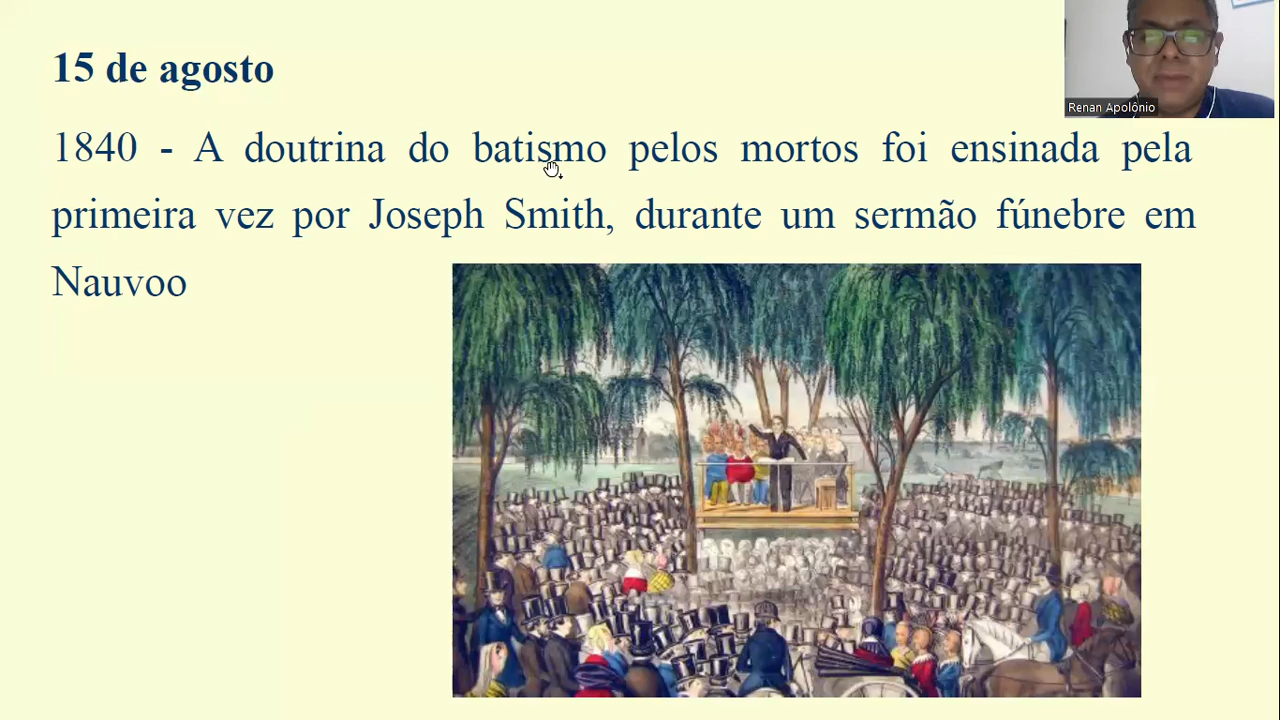 15 de agosto
Renan Apolônio
1840 - A doutrina do batismo pelos mortos foi ensinada pela
primeira vez por Joseph Smith, durante um sermão fúnebre em
Nauvoo